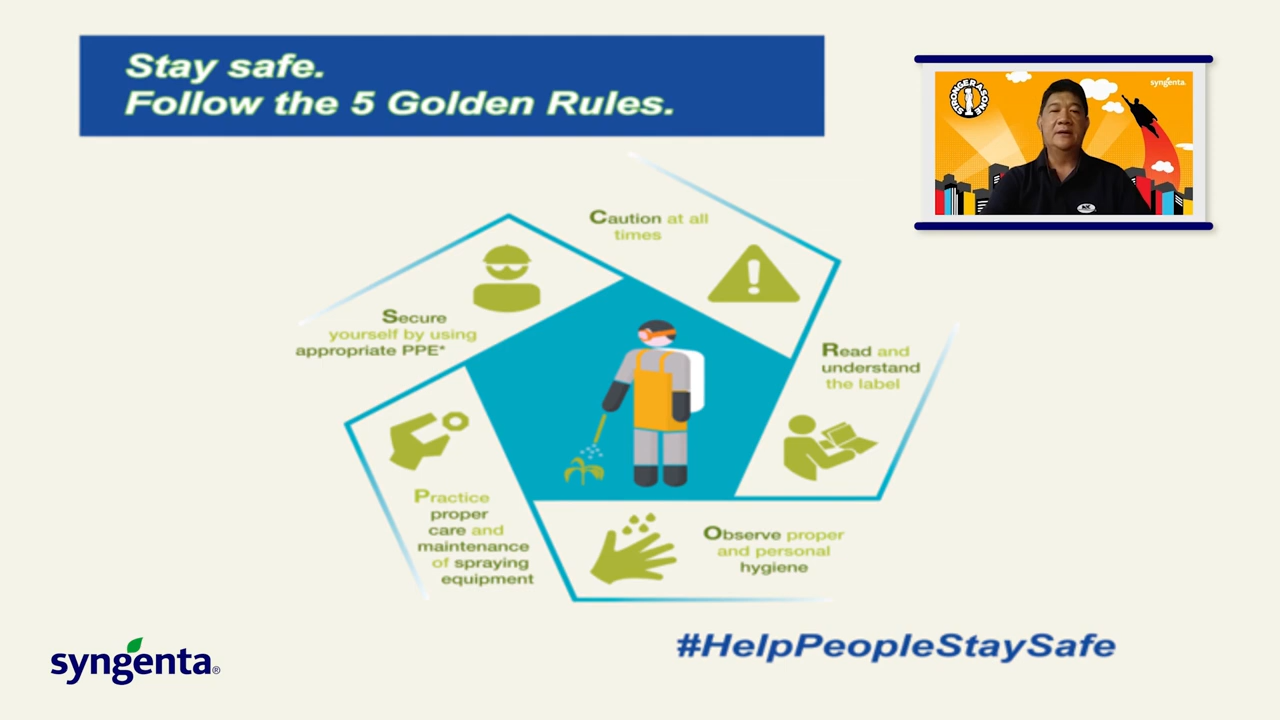 Stay safe.
Follow the 5 Golden Rules.
STRONGERASONE
1
syngenta.
Caution at all
times
Secure
yourself by using
appropriate PPE*
Read and
understand
the label
Practice
proper
care and
maintenance
of spraying
equipment
Observe proper
and personal
hygiene
#HelpPeopleStaySafe
syngenta®